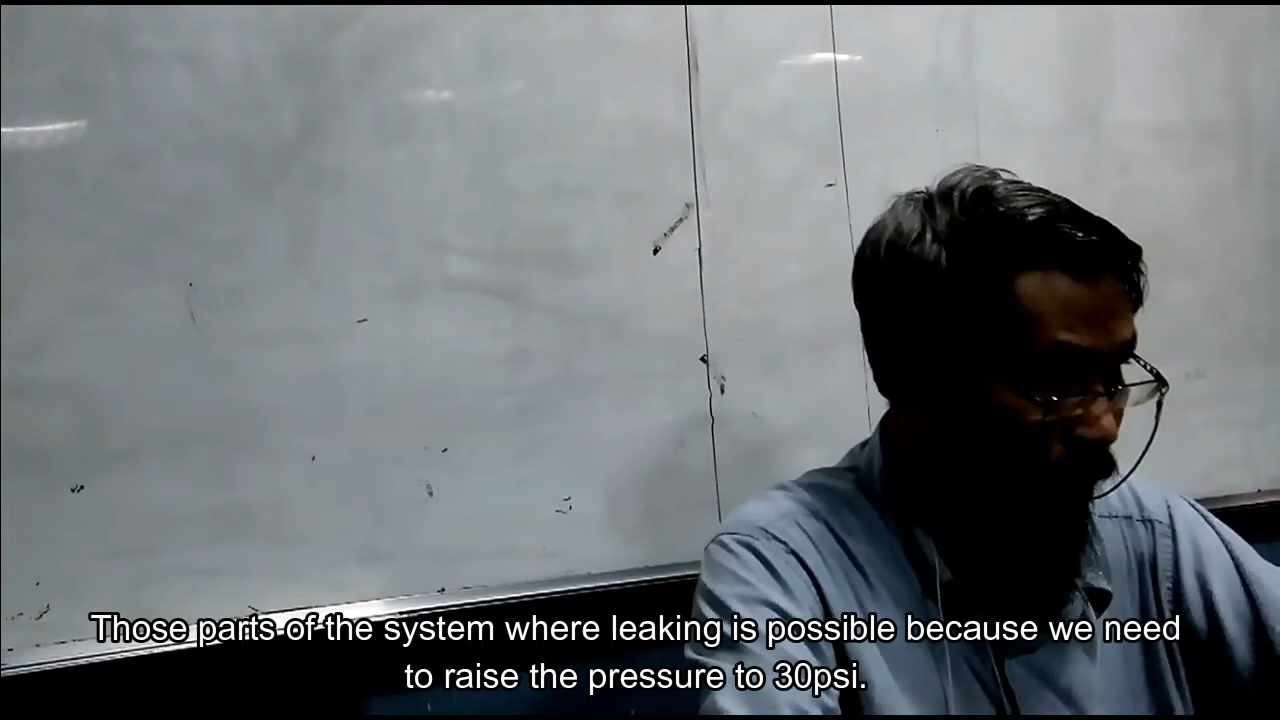 Those parts of the system where leaking is possible because we need
to raise the pressure to 30psi.